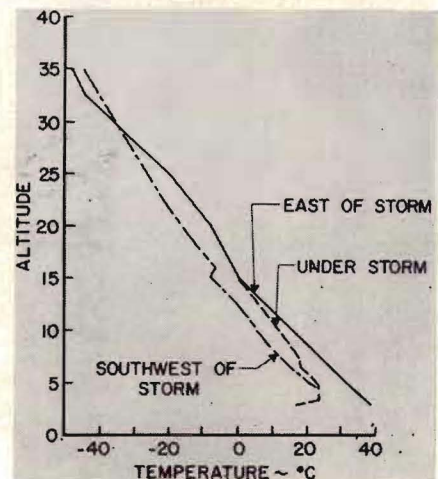 35
30
25
20
15
10
5
0
ALTITUDE
EAST OF STORM
UNDER STORM
SOUTHWEST OF
STORM
-40
-20
0
20
40
TEMPERATURE ~ °C